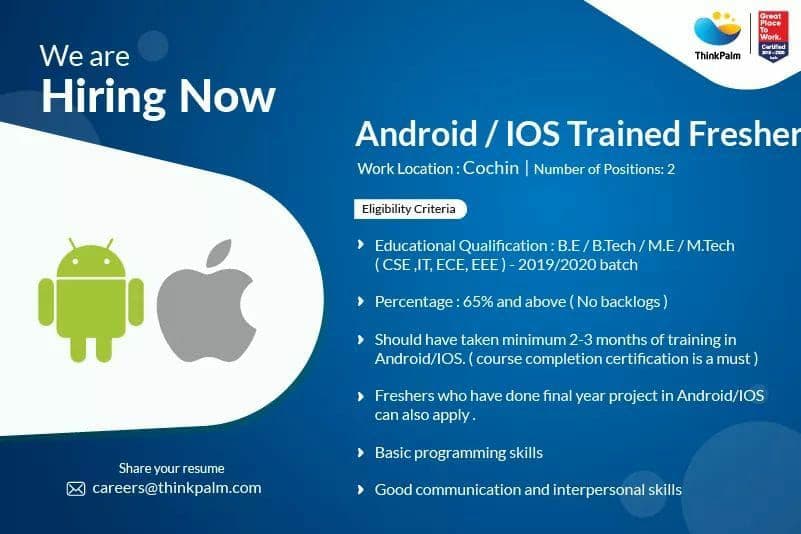 We are
Hiring Now
ThinkPalm
Great
Place
To
Work.
Certified
Android / IOS Trained Fresher
Work Location : Cochin | Number of Positions: 2
Eligibility Criteria
Educational Qualification : B.E / B.Tech / M.E / M.Tech
( CSE ,IT, ECE, EEE ) - 2019/2020 batch
Percentage : 65% and above ( No backlogs )
Should have taken minimum 2-3 months of training in
Android/IOS. ( course completion certification is a must )
Freshers who have done final year project in Android/IOS
can also apply .
Basic programming skills
Good communication and interpersonal skills
Share your resume
careers@thinkpalm.com